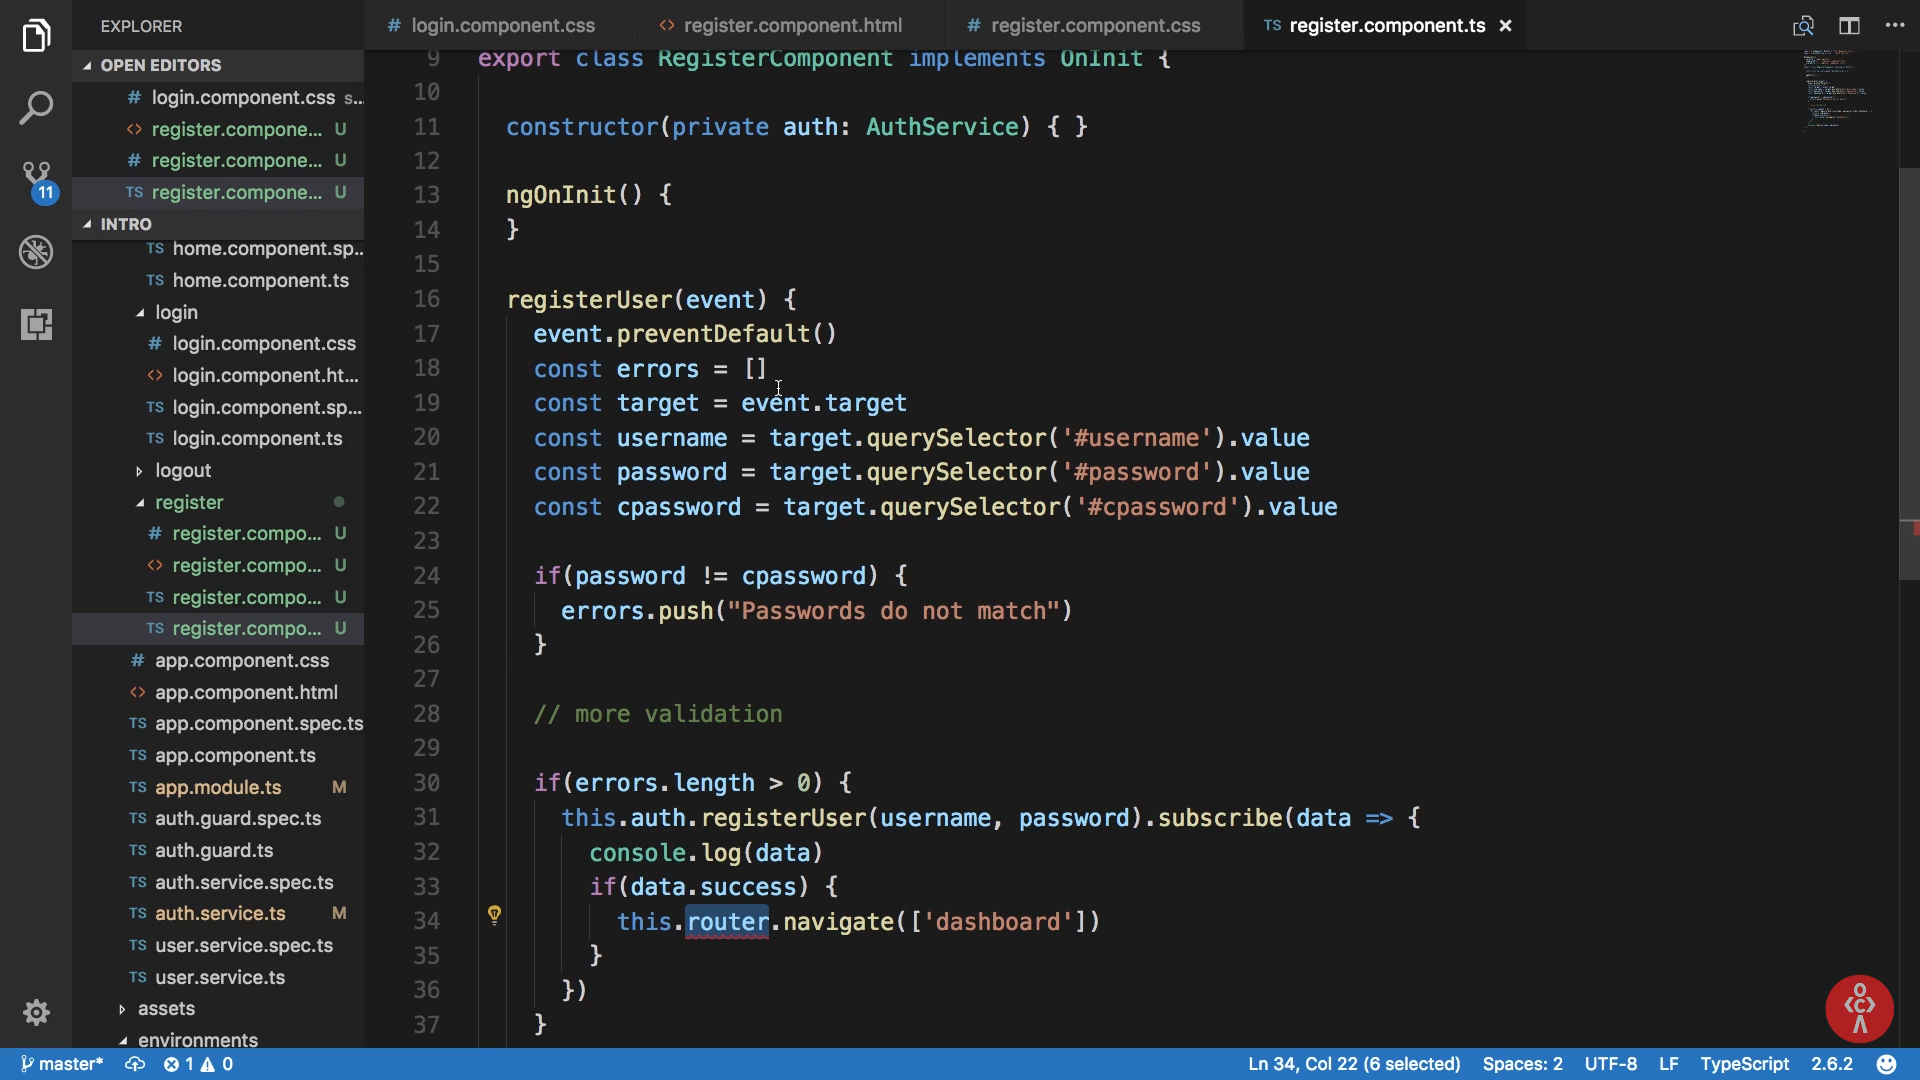 EXPLORER
OPEN EDITORS
# login.component.css s...
<> register.compone... U
# register.compone... U
TS register.compone... U
11
INTRO
TS home.component.sp...
TS home.component.ts
login
# login.component.css
<> login.component.ht...
TS login.component.sp...
TS login.component.ts
logout
register
# register.compo... U
<> register.compo... U
TS register.compo... U
TS register.compo... U
# app.component.css
<> app.component.html
TS app.component.spec.ts
TS app.component.ts
TS app.module.ts M
TS auth.guard.spec.ts
TS auth.guard.ts
TS auth.service.spec.ts
TS auth.service.ts M
TS user.service.spec.ts
TS user.service.ts
assets
environments
# login.component.css <> register.component.html # register.component.css TS register.component.ts ×
9 export class RegisterComponent implements OnInit {
10
11 constructor(private auth: AuthService) { }
12
13 ngOnInit() {
14 }
15
16 registerUser(event) {
17 event.preventDefault()
18 const errors = []
19 const target = event.target
20 const username = target.querySelector('#username').value
21 const password = target.querySelector('#password').value
22 const cpassword = target.querySelector('#cpassword').value
23
24 if(password != cpassword) {
25 errors.push("Passwords do not match")
26 }
27
28 // more validation
29
30 if(errors.length > 0) {
31 this.auth.registerUser(username, password).subscribe(data => {
32 console.log(data)
33 if(data.success) {
34 this.router.navigate(['dashboard'])
35 }
36 })
37 }
master* 1 0 Ln 34, Col 22 (6 selected) Spaces: 2 UTF-8 LF TypeScript 2.6.2